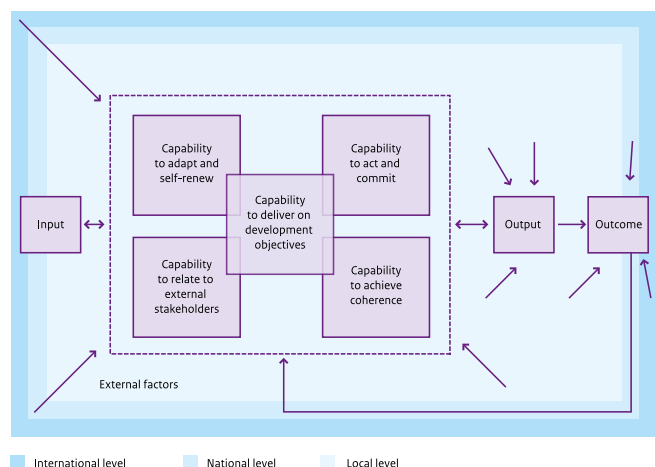 Capability
to adapt and
self-renew
Capability
to act and
commit
Capability
to deliver on
development
objectives
Input
Output
Outcome
Capability
to relate to
external
stakeholders
Capability
to achieve
coherence
External factors
International level
National level
Local level